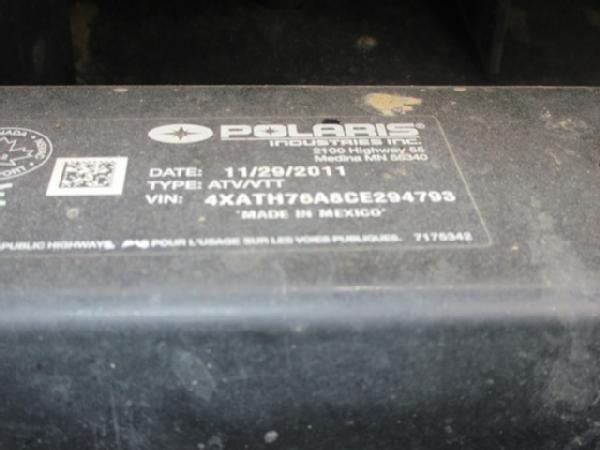 POLARIS
INDUSTRIES INC.
2100 Highway 55
Medina MN 55340
DATE: 11/29/2011
TYPE: ATV/VTT
VIN: 4XATH76A8CE294793
"MADE IN MEXICO"
PUBLIC HIGHWAYS. POUR L'USAGE SUR LES VOIES PUBLIQUES. 7175342